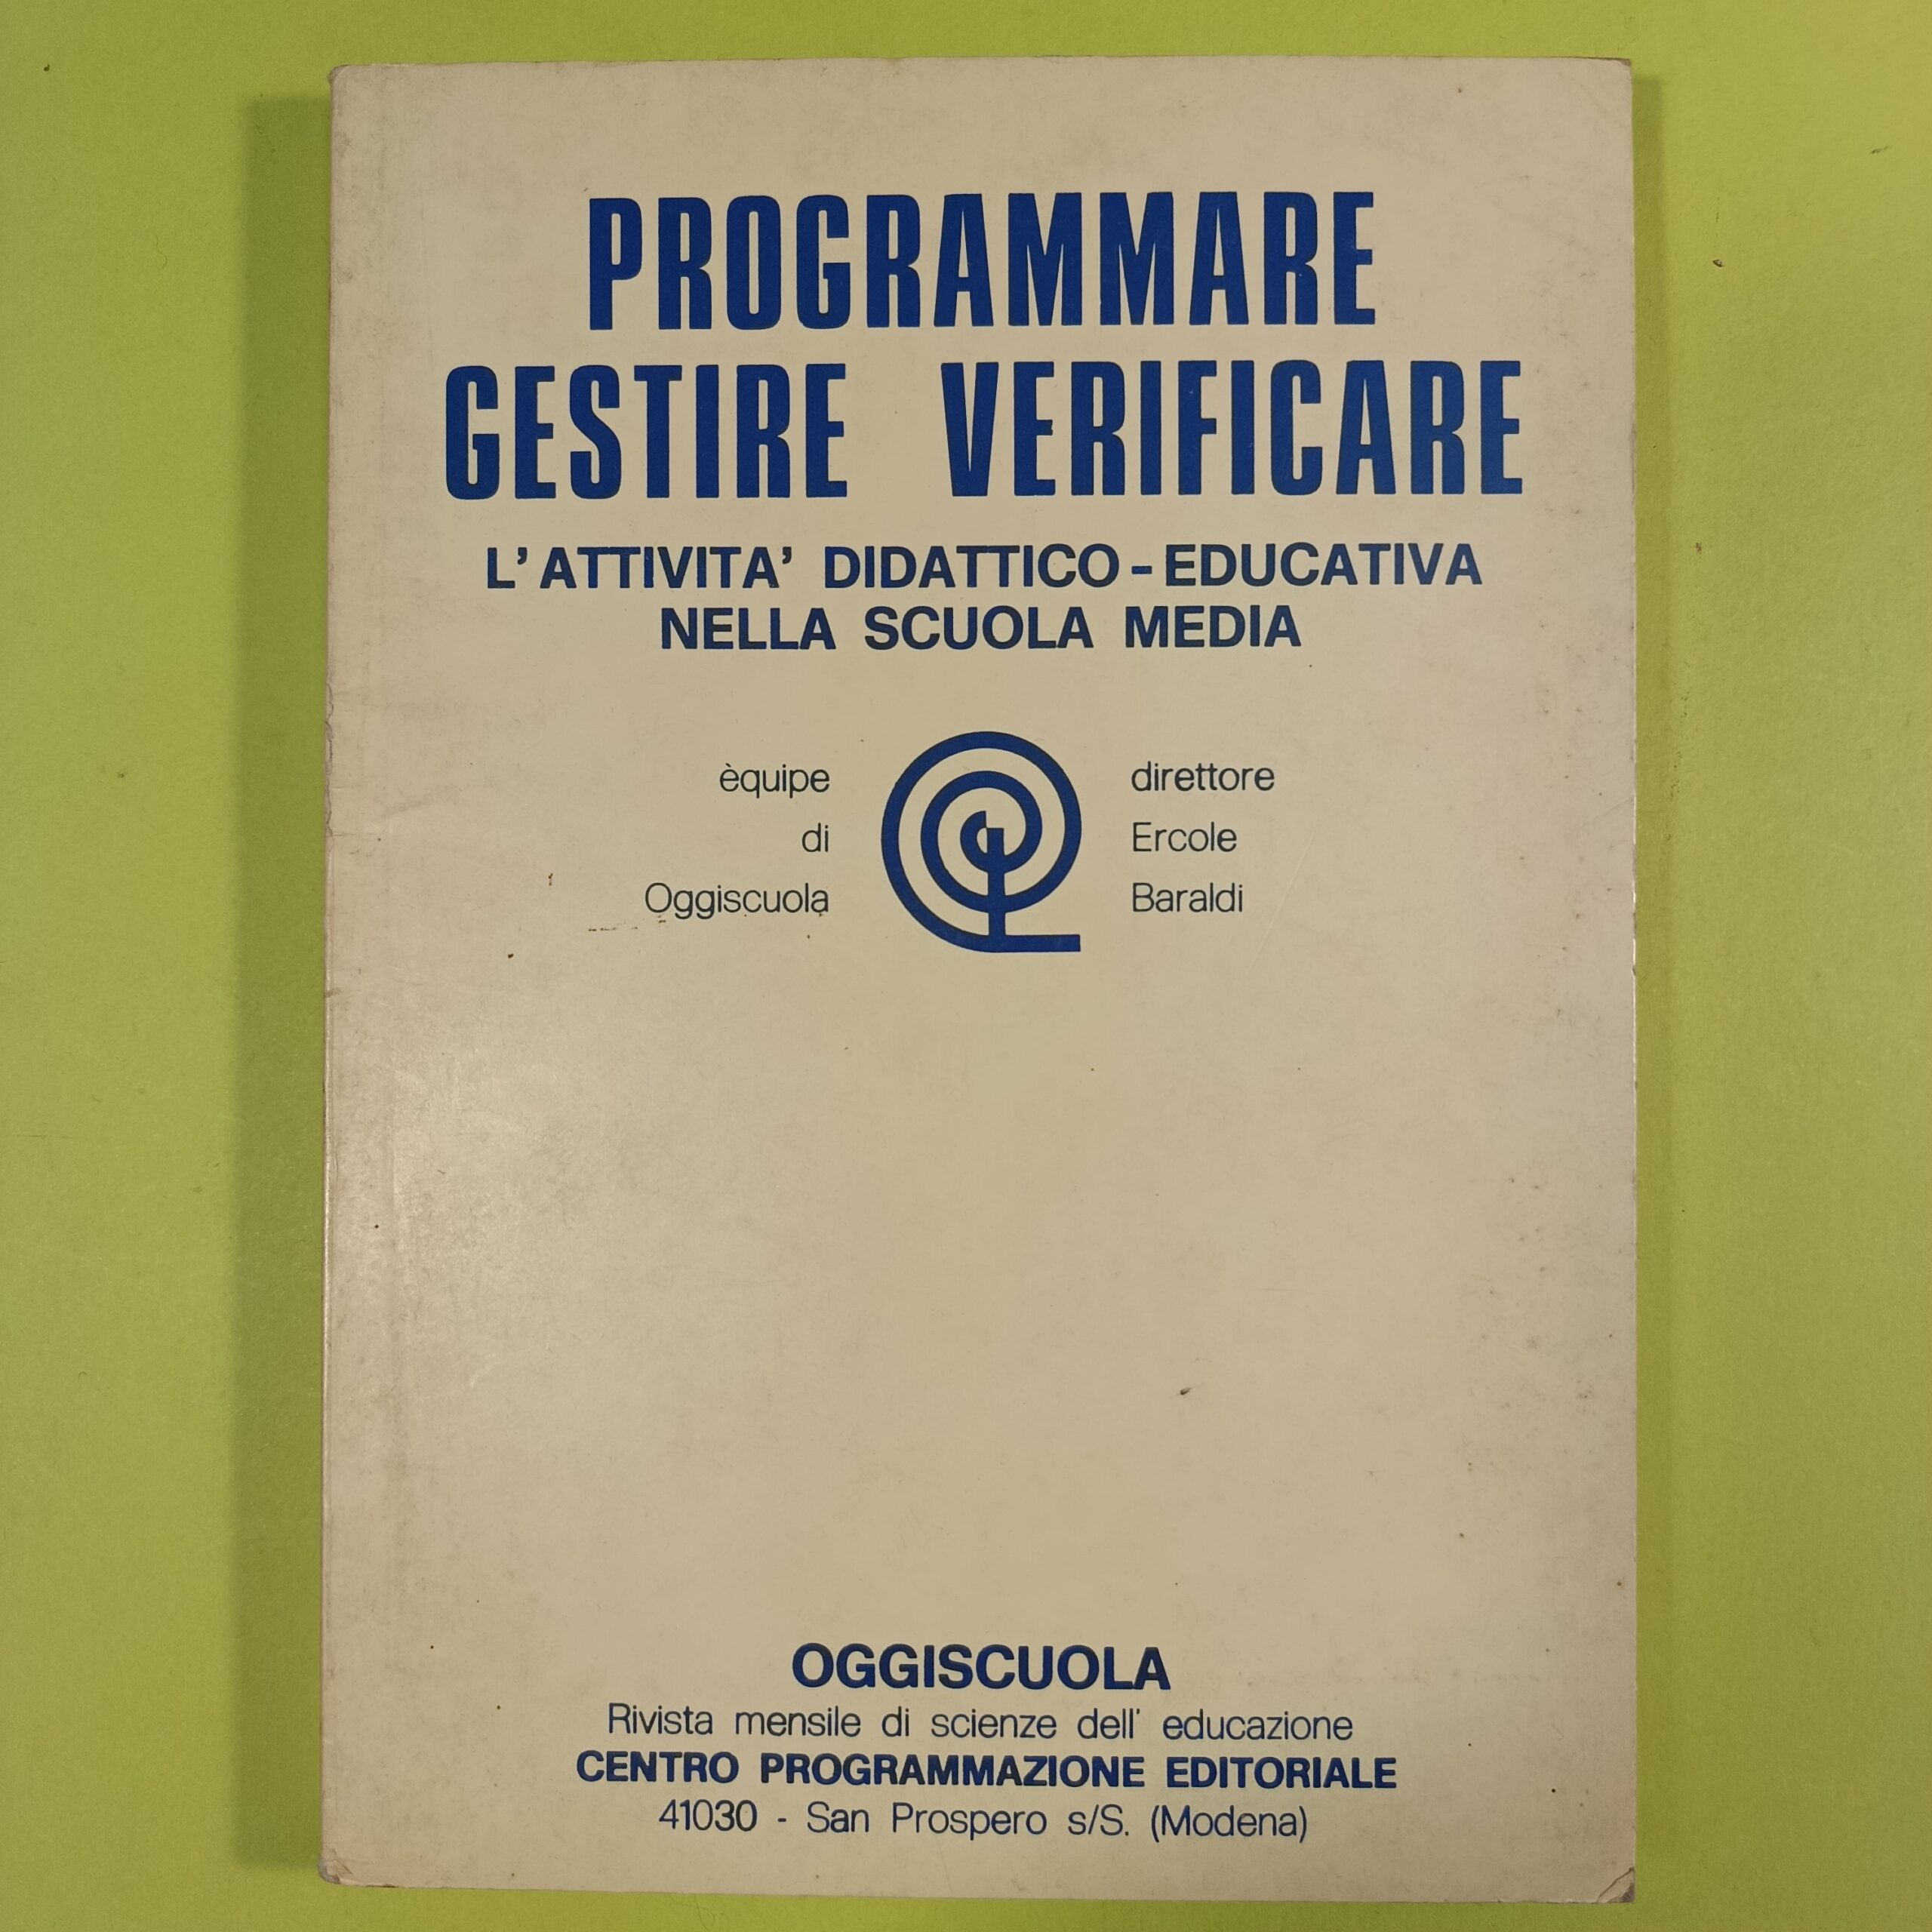 PROGRAMMARE
GESTIRE VERIFICARE
L'ATTIVITA' DIDATTICO-EDUCATIVA
NELLA SCUOLA MEDIA
èquipe
di
Oggiscuola
direttore
Ercole
Baraldi
OGGISCUOLA
Rivista mensile di scienze dell' educazione
CENTRO PROGRAMMAZIONE EDITORIALE
41030 - San Prospero s/S. (Modena)